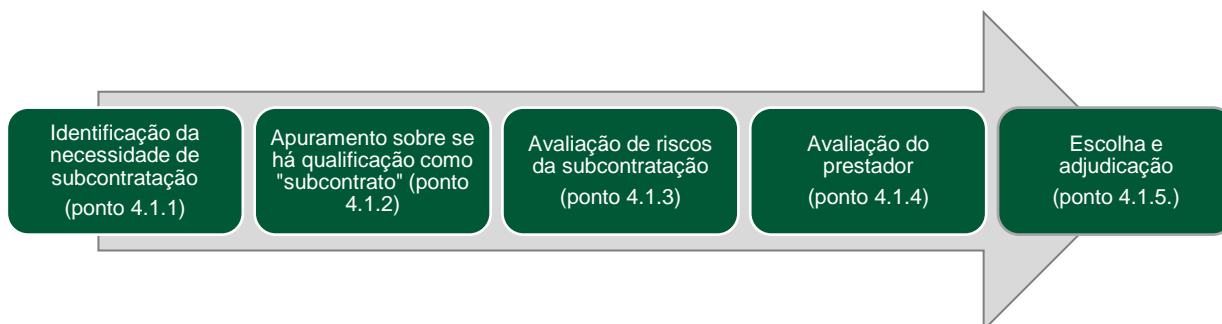 Identificação da
necessidade de
subcontratação
(ponto 4.1.1)
Apuramento sobre se
há qualificação como
"subcontrato" (ponto
4.1.2)
Avaliação de riscos
da subcontratação
(ponto 4.1.3)
Avaliação do
prestador
(ponto 4.1.4)
Escolha e
adjudicação
(ponto 4.1.5.)